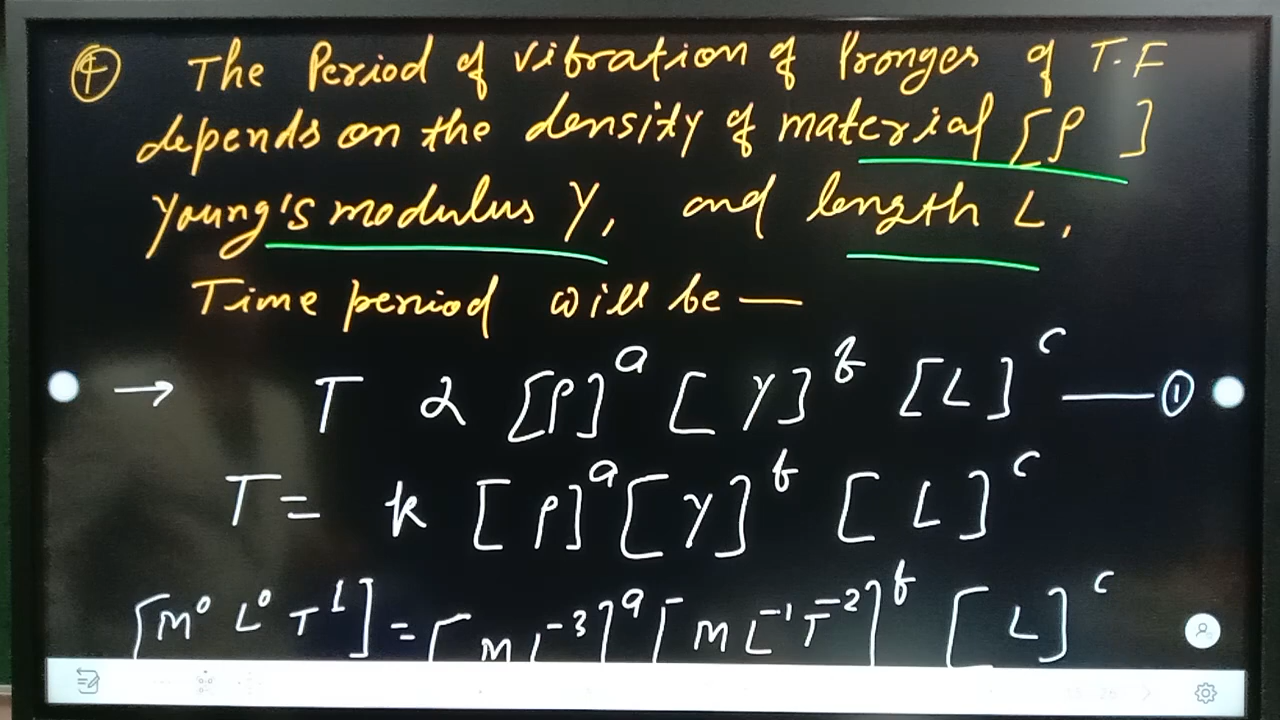 ④ The Period of vibration of Pronges of T.F
depends on the density of material [ρ ]
young's modulus Y, and length L,
Time period will be —
→ T α [ρ]ᵃ [Y]ᵇ [L]ᶜ —— ①
T = k [ρ]ᵃ [Y]ᵇ [L]ᶜ
[M⁰ L⁰ T¹] = [M L⁻³]ᵃ [M L⁻¹ T⁻²]ᵇ [L]ᶜ